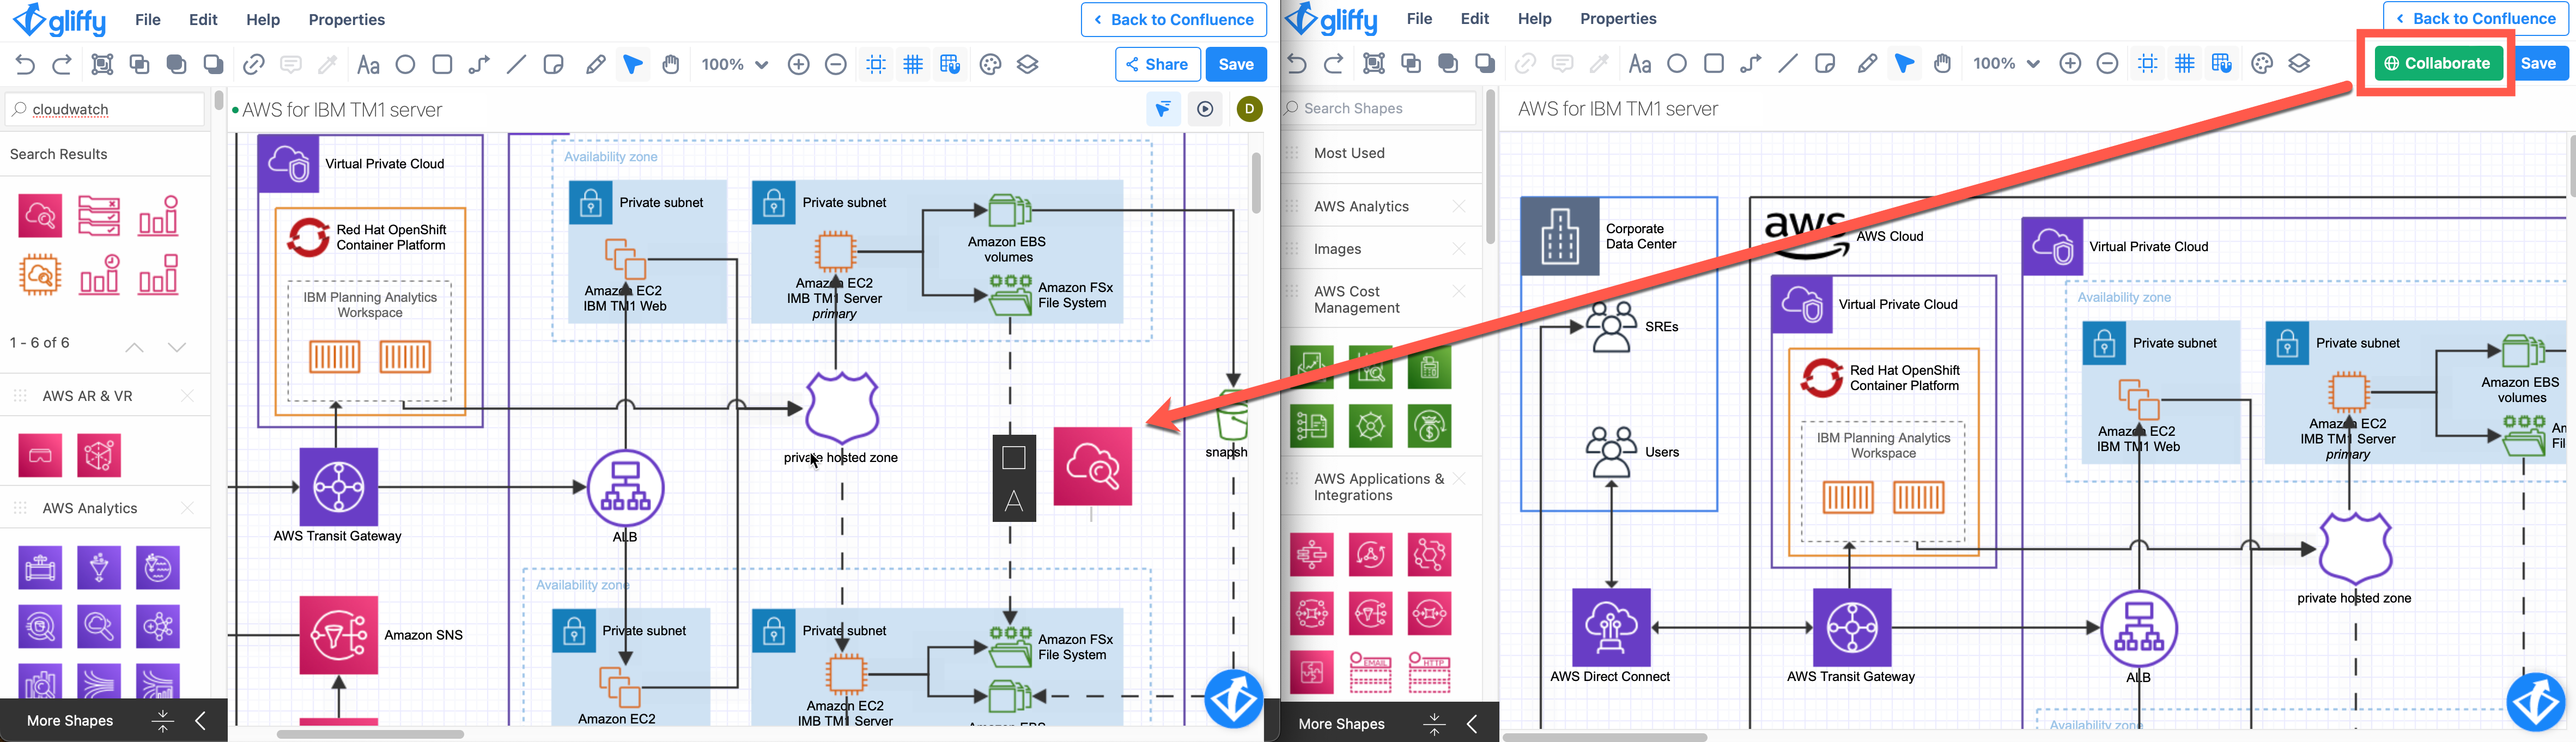 gliffy
File
Edit
Help
Properties
Back to Confluence
Aa
100%
Share
Save
cloudwatch
AWS for IBM TM1 server
D
Search Results
1 - 6 of 6
AWS AR & VR
AWS Analytics
More Shapes
Virtual Private Cloud
Red Hat OpenShift
Container Platform
IBM Planning Analytics
Workspace
AWS Transit Gateway
Amazon SNS
Availability zone
Private subnet
Amazon EC2
IBM TM1 Web
Private subnet
Amazon EC2
IMB TM1 Server
primary
Amazon EBS
volumes
Amazon FSx
File System
private hosted zone
A
snapsh
ALB
Availability zone
Private subnet
Amazon EC2
Private subnet
Amazon EC2
IMB TM1 Server
Amazon FSx
File System
Amazon EBS
gliffy
File
Edit
Help
Properties
Back to Confluence
Aa
100%
Collaborate
Save
Search Shapes
AWS for IBM TM1 server
Most Used
AWS Analytics
Images
AWS Cost
Management
AWS Applications &
Integrations
EMAIL
HTTP
More Shapes
Corporate
Data Center
SREs
Users
AWS Direct Connect
aws
AWS Cloud
Virtual Private Cloud
Red Hat OpenShift
Container Platform
IBM Planning Analytics
Workspace
AWS Transit Gateway
Virtual Private Cloud
Availability zone
Private subnet
Amazon EC2
IBM TM1 Web
Private subnet
Amazon EC2
IMB TM1 Server
primary
Amazon EBS
volumes
An
Fil
private hosted zone
ALB
Availability zone